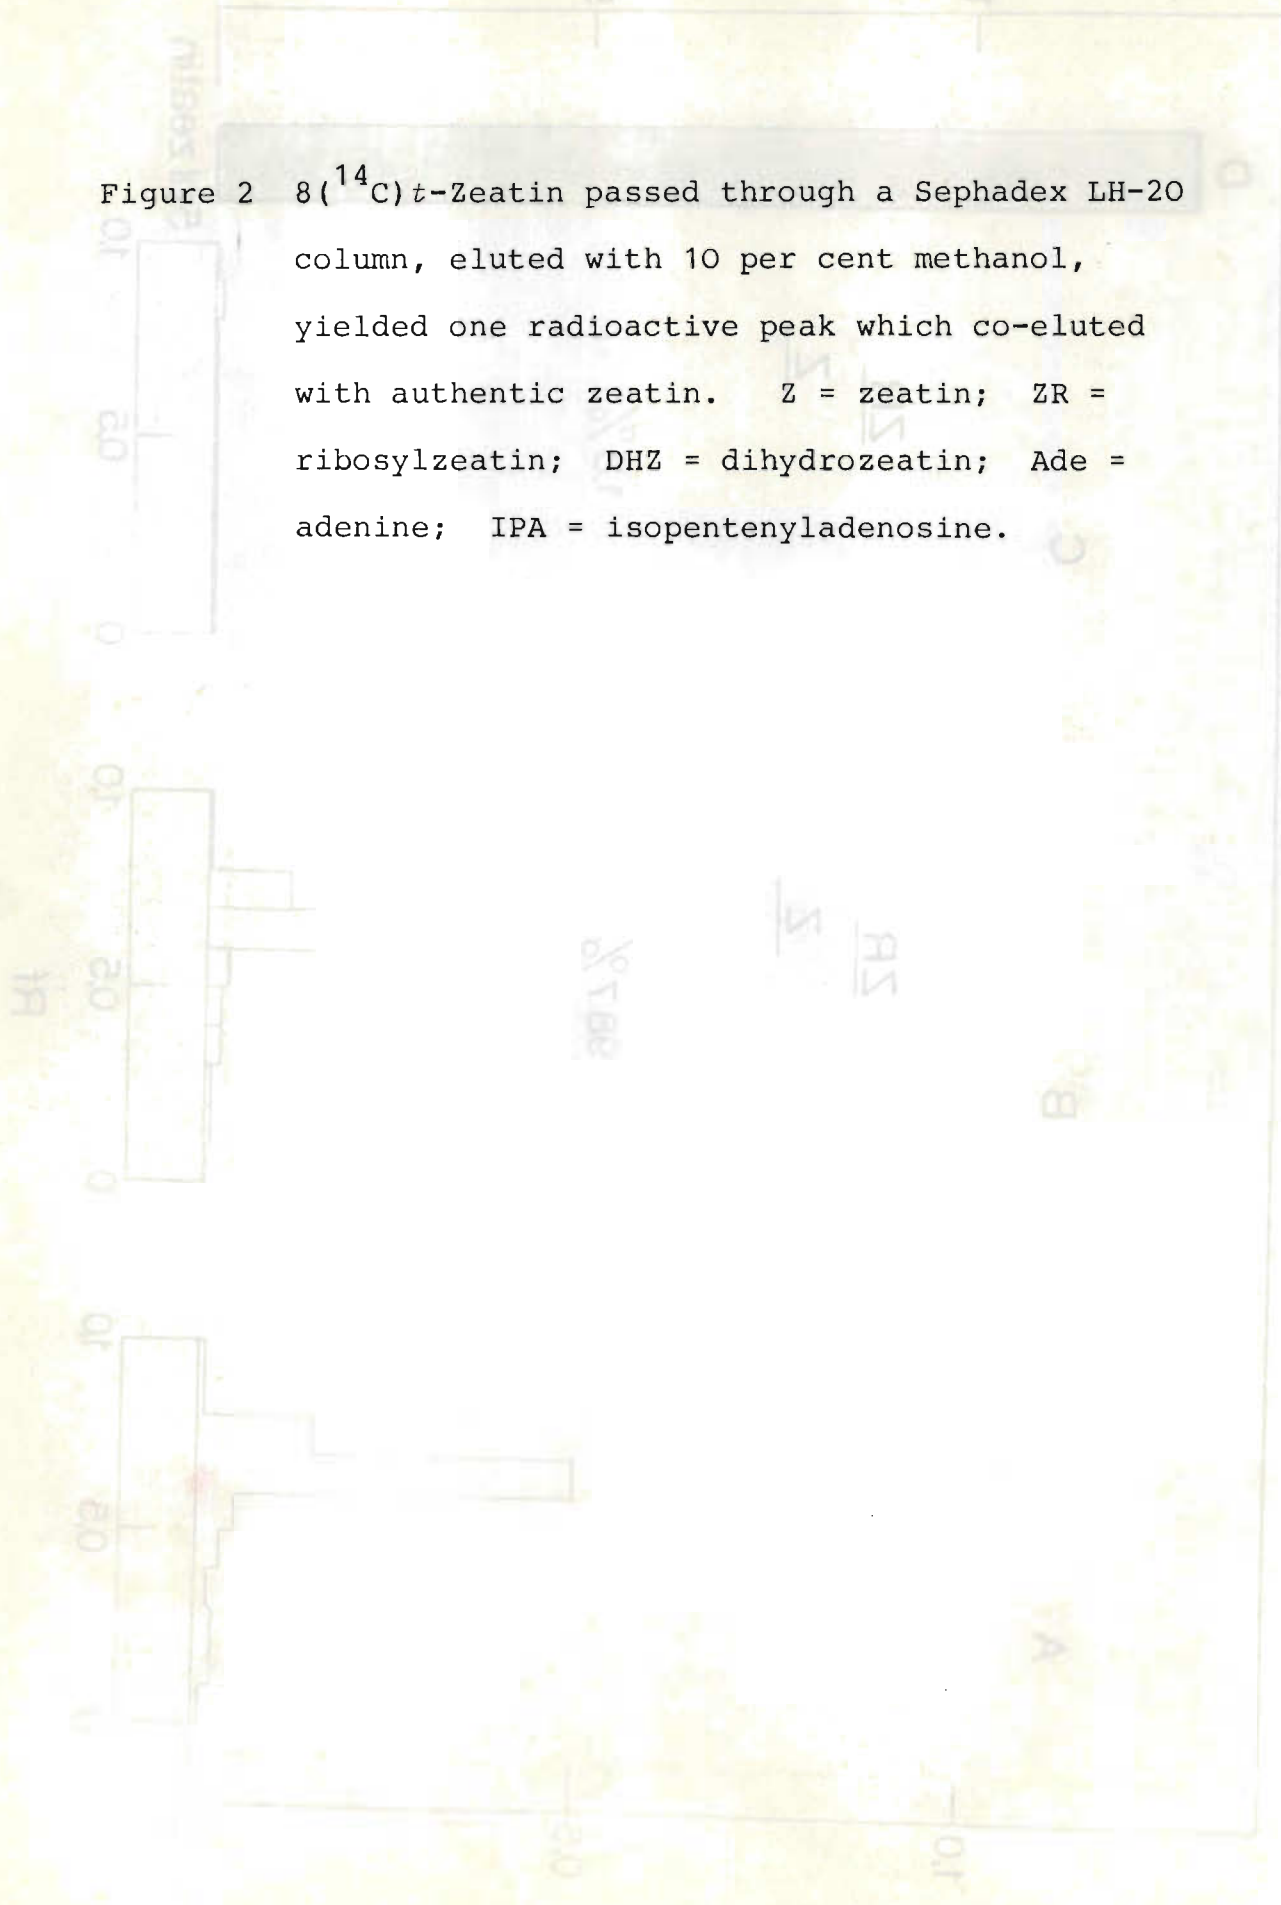 Figure 2 8(¹⁴C)t-Zeatin passed through a Sephadex LH-20
column, eluted with 10 per cent methanol,
yielded one radioactive peak which co-eluted
with authentic zeatin. Z = zeatin; ZR =
ribosylzeatin; DHZ = dihydrozeatin; Ade =
adenine; IPA = isopentenyladenosine.